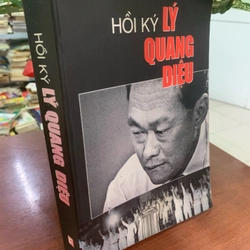 HỒI KÝ LÝ
QUANG
DIỆU
HỒI KÝ LÝ QUANG DIỆU